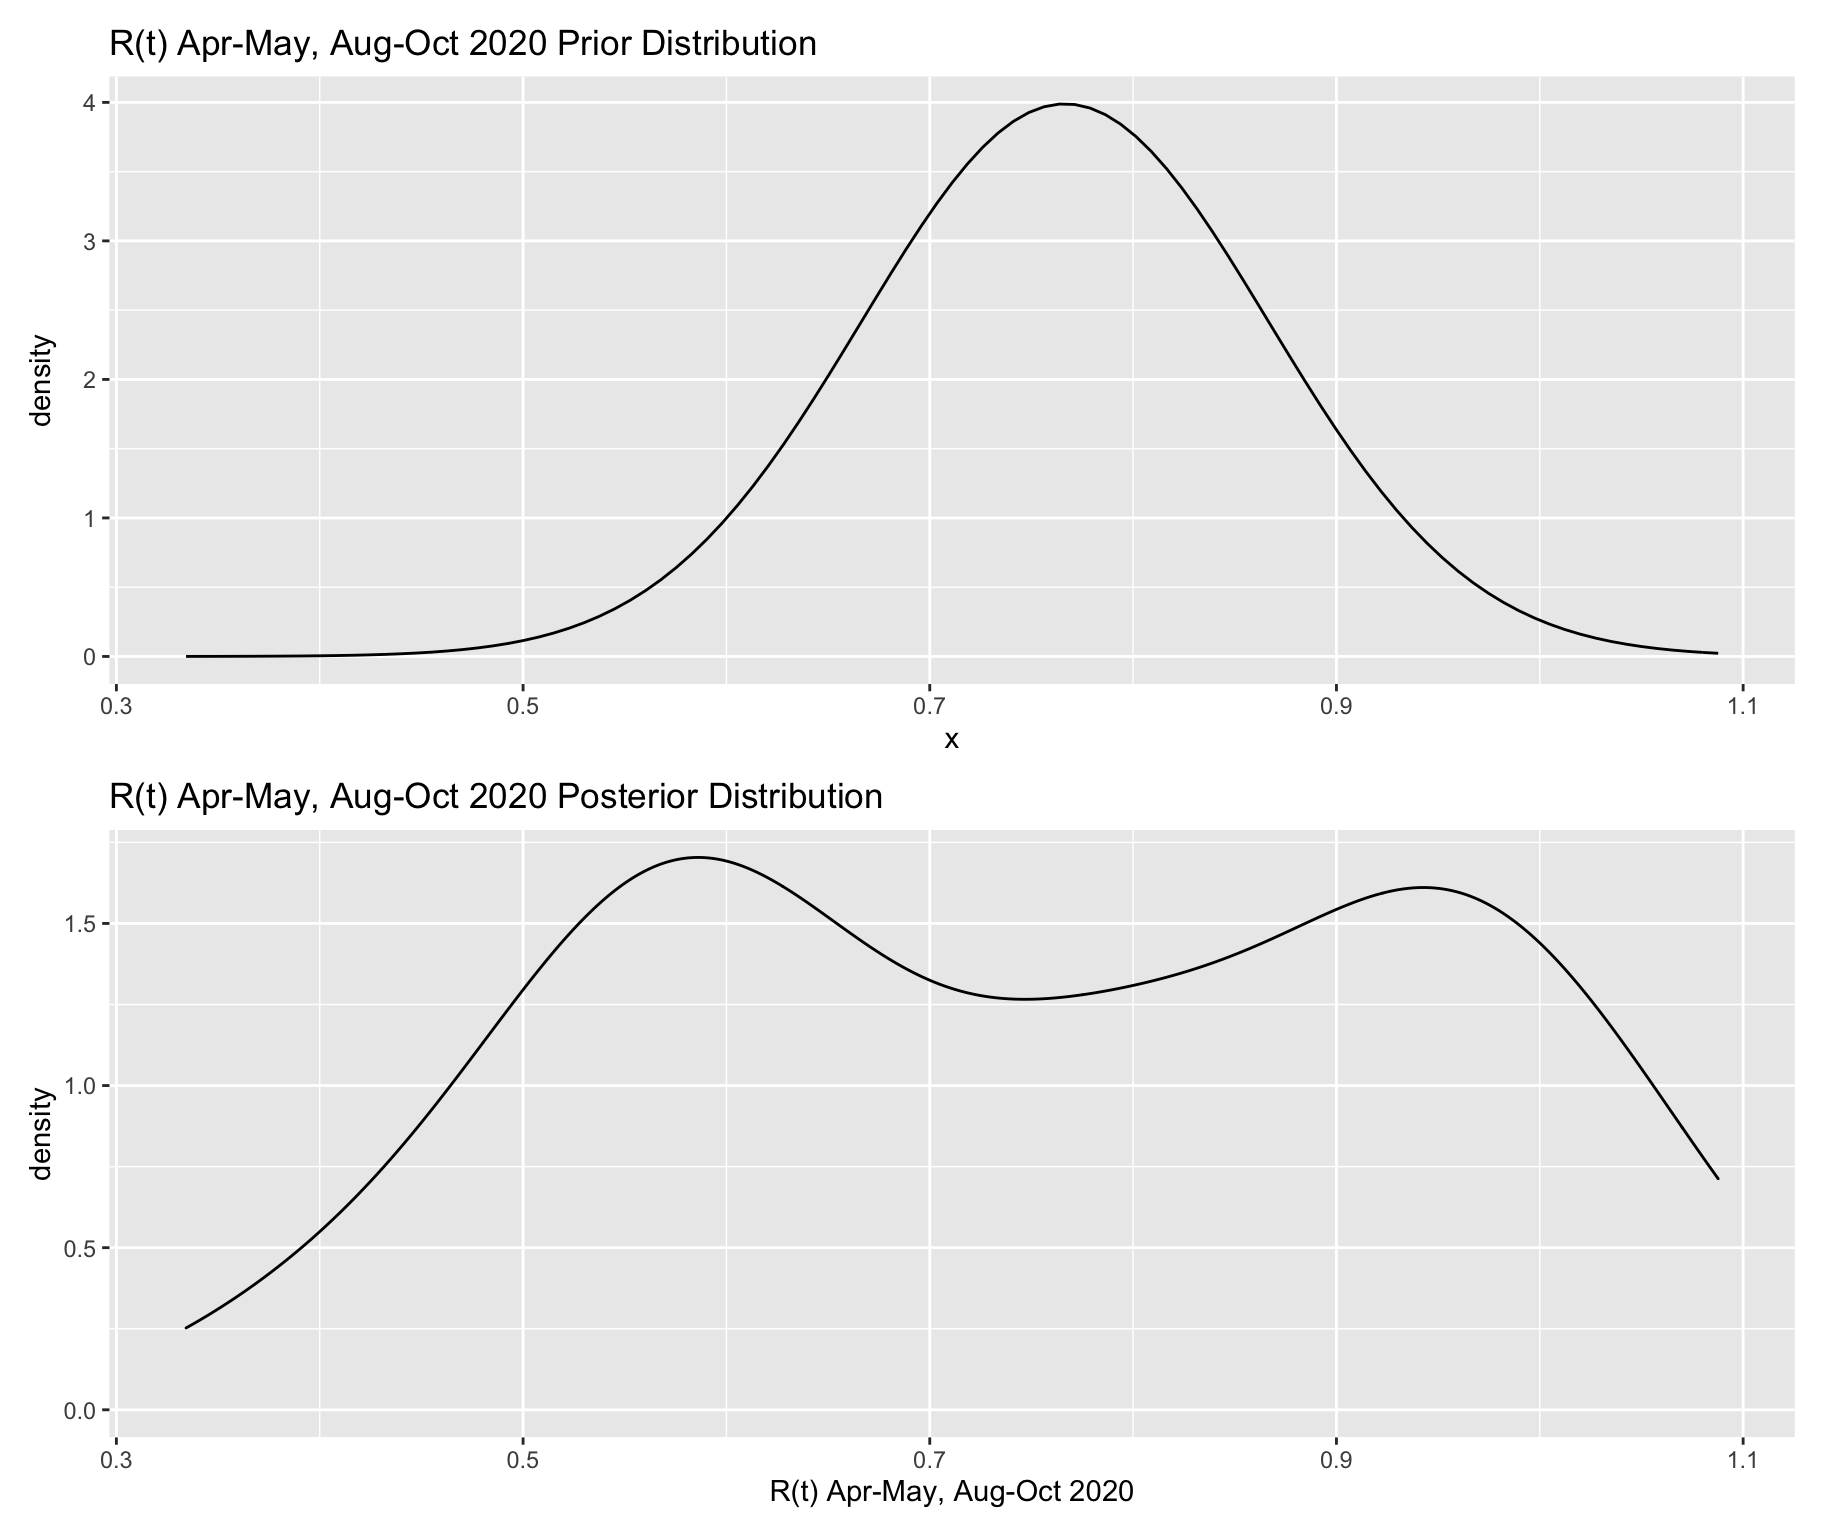 R(t) Apr-May, Aug-Oct 2020 Prior Distribution
4
3
2
1
0
density
0.3 0.5 0.7 0.9 1.1
x
R(t) Apr-May, Aug-Oct 2020 Posterior Distribution
1.5
1.0
0.5
0.0
density
0.3 0.5 0.7 0.9 1.1
R(t) Apr-May, Aug-Oct 2020